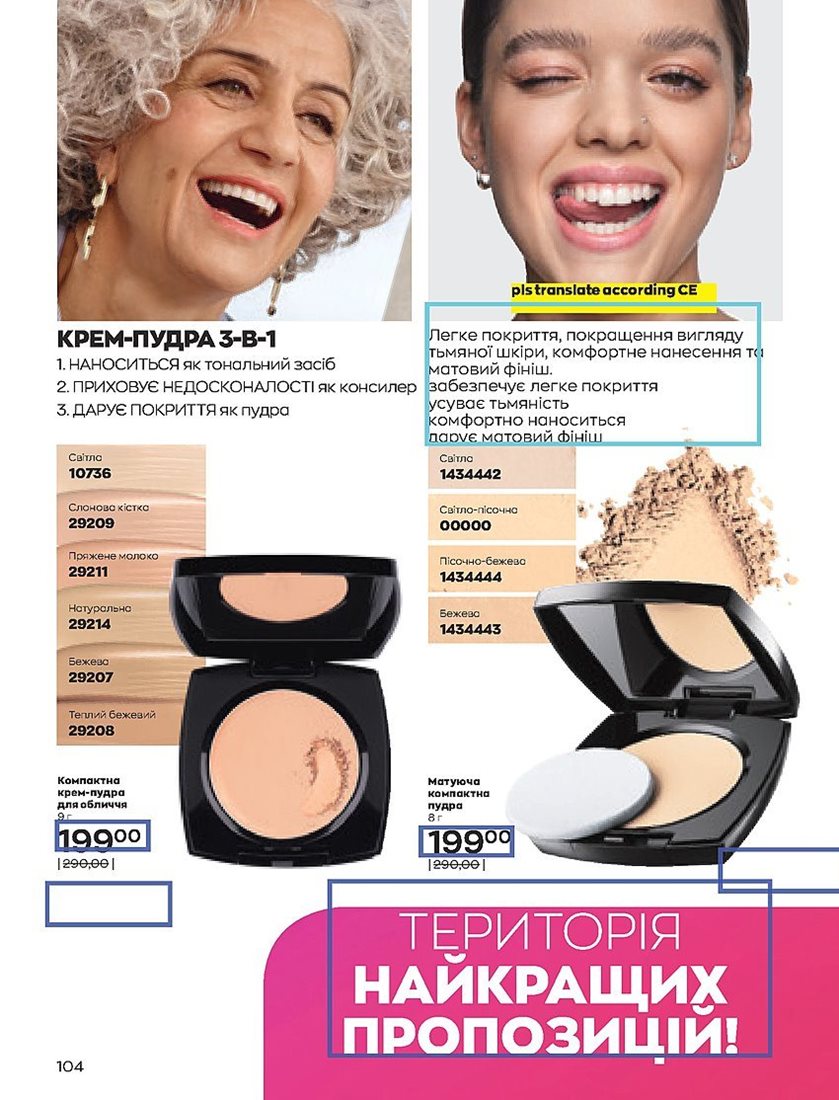 pls translate according CE
КРЕМ-ПУДРА 3-В-1
1. НАНОСИТЬСЯ як тональний засіб
2. ПРИХОВУЄ НЕДОСКОНАЛОСТІ як консилер
3. ДАРУЄ ПОКРИТТЯ як пудра
Легке покриття, покращення вигляду
тьмяної шкіри, комфортне нанесення та
матовий фініш.
забезпечує легке покриття
усуває тьмяність
комфортно наноситься
дарує матовий фініш
Світла
10736
Слонова кістка
29209
Пряжене молоко
29211
Натуральна
29214
Бежева
29207
Теплий бежевий
29208
Світла
1434442
Світло-пісочна
00000
Пісочно-бежева
1434444
Бежева
1434443
Компактна
крем-пудра
для обличчя
9 г
19900
|290,00|
Матуюча
компактна
пудра
8 г
19900
|290,00|
ТЕРИТОРІЯ
НАЙКРАЩИХ
ПРОПОЗИЦІЙ!
104